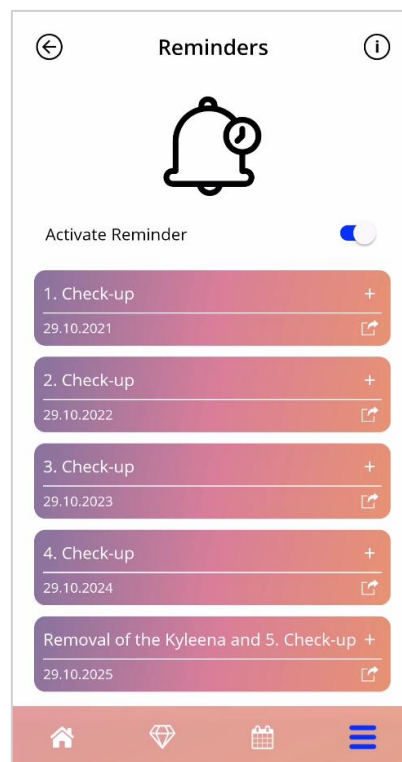 Reminders
Activate Reminder
1. Check-up
29.10.2021
2. Check-up
29.10.2022
3. Check-up
29.10.2023
4. Check-up
29.10.2024
Removal of the Kyleena and 5. Check-up
29.10.2025